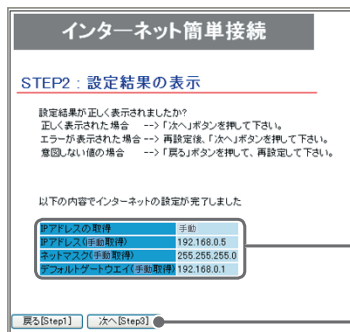 インターネット簡単接続
STEP2：設定結果の表示
設定結果が正しく表示されましたか?
正しく表示された場合　-->「次へ」ボタンを押して下さい。
エラーが表示された場合 --> 再設定後、「次へ」ボタンを押して下さい。
意図しない値の場合　-->「戻る」ボタンを押して、再設定して下さい。
以下の内容でインターネットの設定が完了しました
IPアドレスの取得 手動
IPアドレス(手動取得) 192.168.0.5
ネットマスク(手動取得) 255.255.255.0
デフォルトゲートウエイ(手動取得) 192.168.0.1
戻る[Step1] 次へ[Step3]